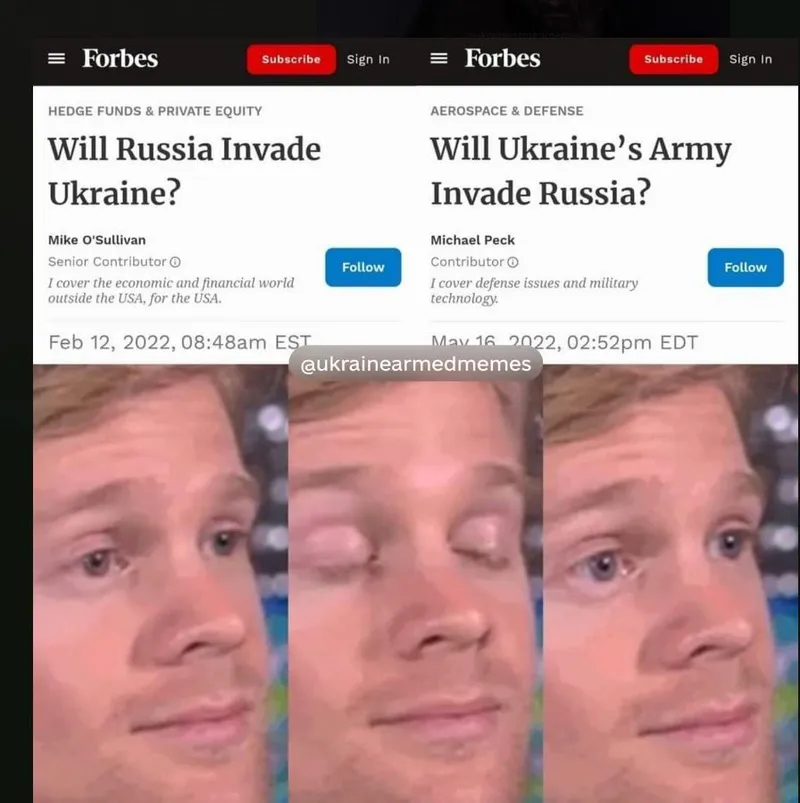 Forbes
Subscribe
Sign In
HEDGE FUNDS & PRIVATE EQUITY
Will Russia Invade
Ukraine?
Mike O'Sullivan
Senior Contributor
Follow
I cover the economic and financial world
outside the USA, for the USA.
Feb 12, 2022, 08:48am EST
Forbes
Subscribe
Sign In
AEROSPACE & DEFENSE
Will Ukraine’s Army
Invade Russia?
Michael Peck
Contributor
Follow
I cover defense issues and military
technology.
May 16, 2022, 02:52pm EDT
@ukrainearmedmemes